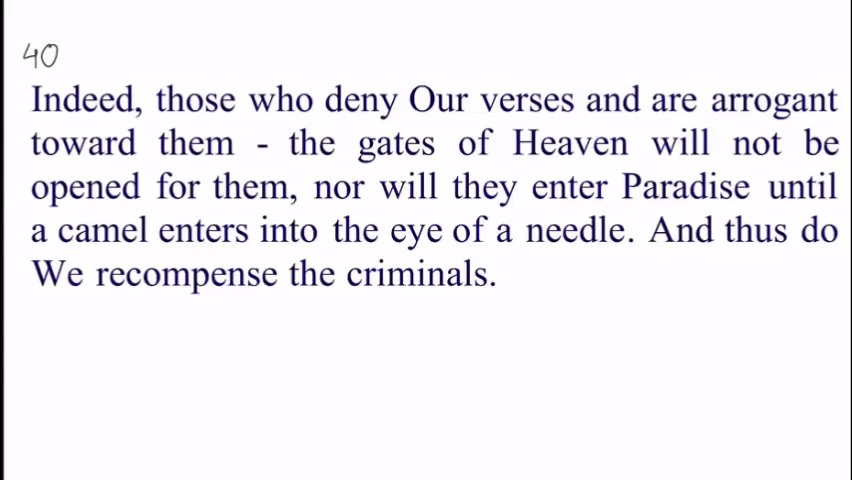 40
Indeed, those who deny Our verses and are arrogant
toward them - the gates of Heaven will not be
opened for them, nor will they enter Paradise until
a camel enters into the eye of a needle. And thus do
We recompense the criminals.